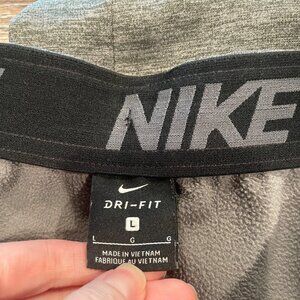 NIKE
DRI-FIT
L
L G G
MADE IN VIETNAM
FABRIQUÉ AU VIETNAM